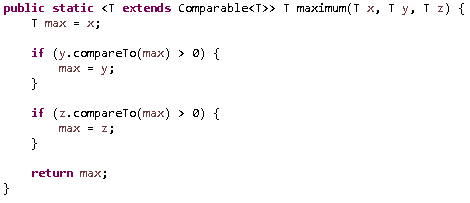 public static <T extends Comparable<T>> T maximum(T x, T y, T z) {
    T max = x;

    if (y.compareTo(max) > 0) {
        max = y;
    }

    if (z.compareTo(max) > 0) {
        max = z;
    }

    return max;
}